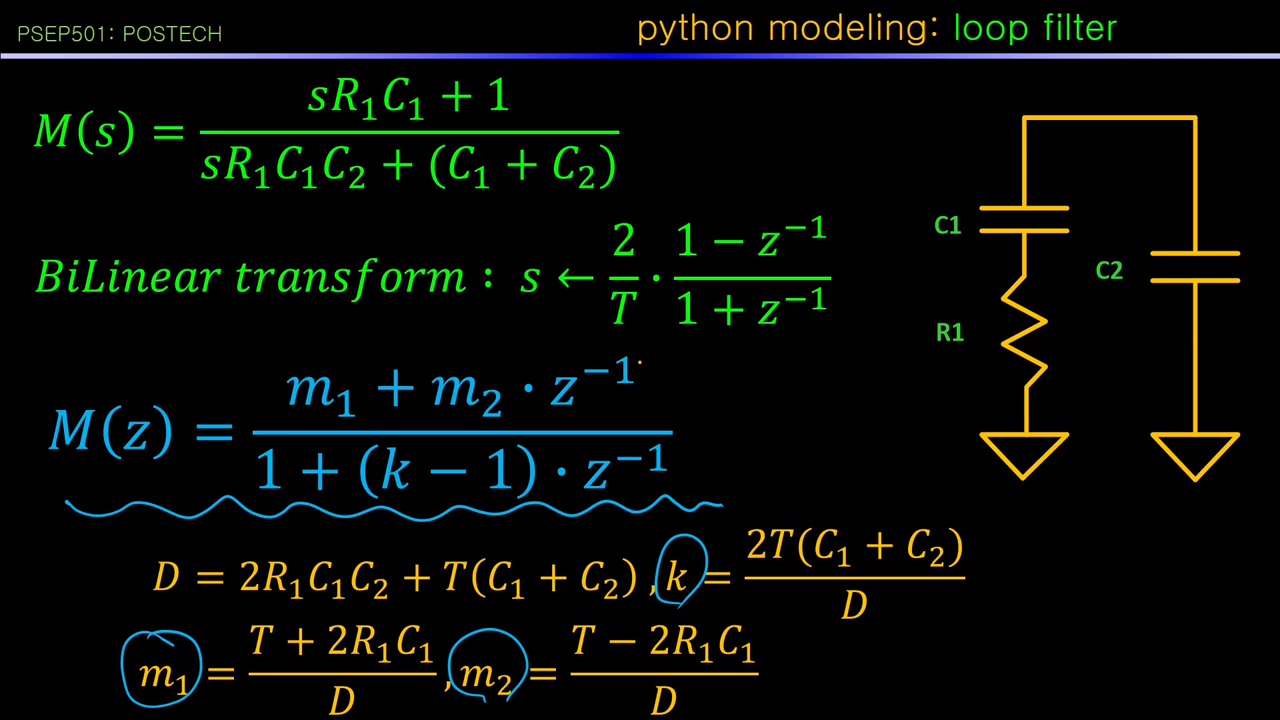 PSEP501: POSTECH
python modeling: loop filter
M(s) = (sR₁C₁ + 1) / (sR₁C₁C₂ + (C₁ + C₂))
BiLinear transform : s ← 2/T · (1 − z⁻¹)/(1 + z⁻¹)
M(z) = (m₁ + m₂ · z⁻¹) / (1 + (k − 1) · z⁻¹)
D = 2R₁C₁C₂ + T(C₁ + C₂) , k = 2T(C₁ + C₂) / D
m₁ = (T + 2R₁C₁) / D , m₂ = (T − 2R₁C₁) / D
C1
C2
R1